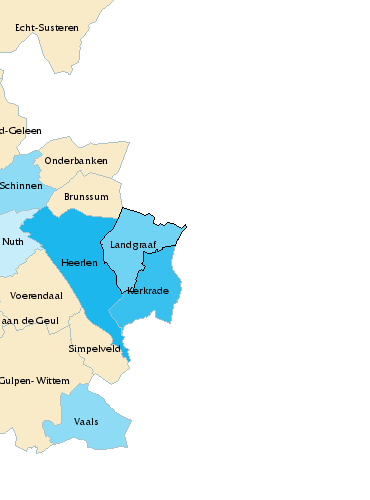 Echt-Susteren
d-Geleen
Onderbanken
Schinnen
Brunssum
Nuth
Landgraaf
Heerlen
Kerkrade
Voerendaal
aan de Geul
Simpelveld
Gulpen-Wittem
Vaals